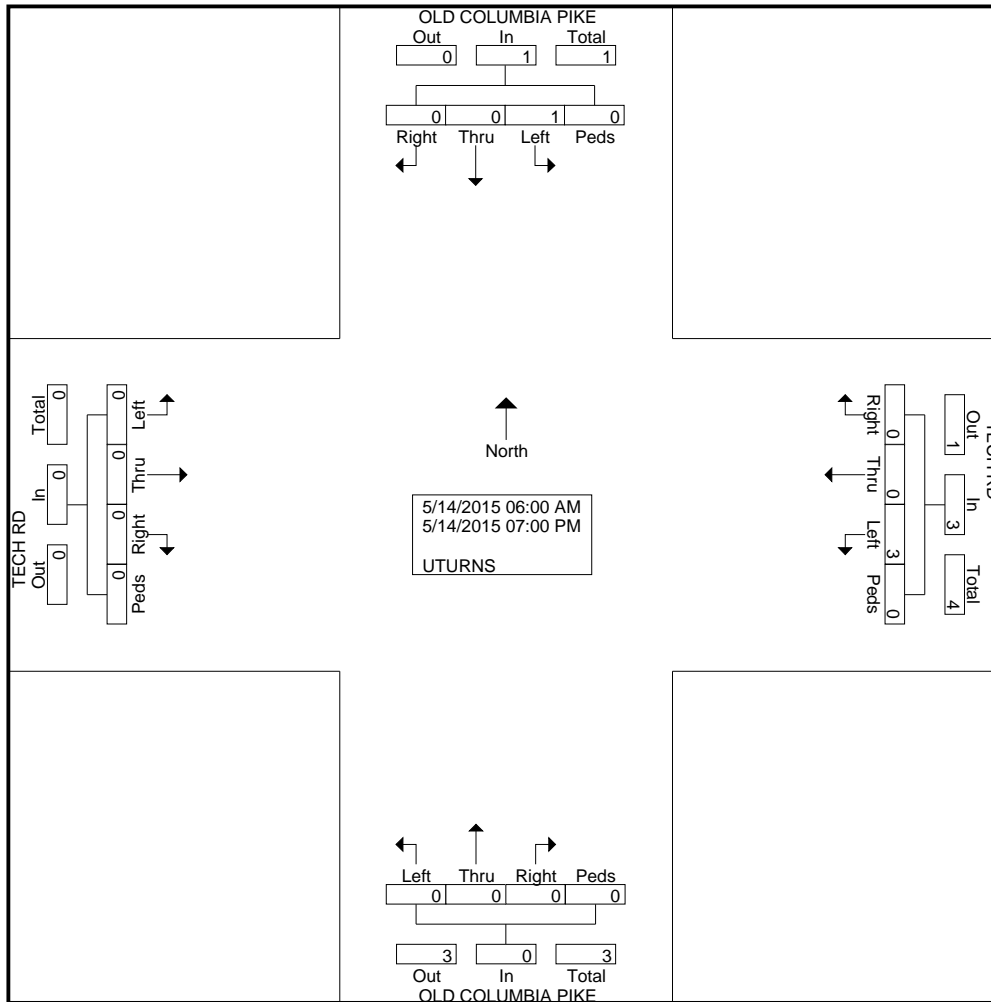 OLD COLUMBIA PIKE
Out In Total
0 1 1
0 0 1 0
Right Thru Left Peds
TECH RD
Out In Total
0 0 0
0 0 0 0
Left Thru Right Peds
North
5/14/2015 06:00 AM
5/14/2015 07:00 PM
UTURNS
TECH RD
Out In Total
1 3 4
0 0 3 0
Right Thru Left Peds
Left Thru Right Peds
0 0 0 0
3 0 3
Out In Total
OLD COLUMBIA PIKE